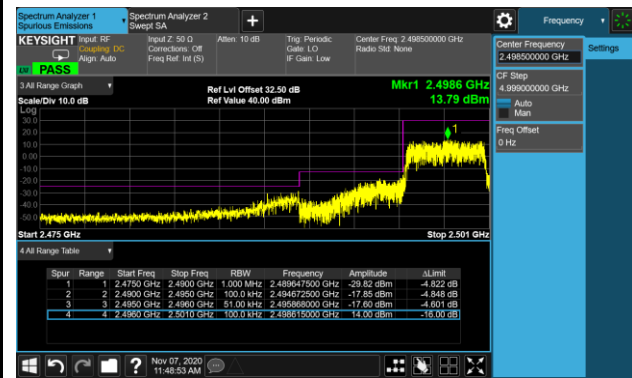 Spectrum Analyzer 1
Spurious Emissions
Spectrum Analyzer 2
Swept SA
Frequency
KEYSIGHT
Input: RF
Coupling: DC
Align: Auto
Input Z: 50 Ω
Corrections: Off
Freq Ref: Int (S)
Atten: 10 dB
Trig: Periodic
Gate: LO
IF Gain: Low
Center Freq: 2.498500000 GHz
Radio Std: None
PASS
Center Frequency
2.498500000 GHz
Settings
CF Step
4.999000000 GHz
Auto
Man
Freq Offset
0 Hz
3 All Range Graph
Scale/Div 10.0 dB
Ref Lvl Offset 32.50 dB
Ref Value 40.00 dBm
Mkr1 2.4986 GHz
13.79 dBm
Log
30.0
20.0
10.0
0.00
-10.0
-20.0
-30.0
-40.0
-50.0
1
Start 2.475 GHz
Stop 2.501 GHz
4 All Range Table
Spur Range Start Freq Stop Freq RBW Frequency Amplitude ΔLimit
1 1 2.4750 GHz 2.4900 GHz 1.000 MHz 2.489647500 GHz -29.82 dBm -4.822 dB
2 2 2.4900 GHz 2.4950 GHz 100.0 kHz 2.494672500 GHz -17.85 dBm -4.848 dB
3 3 2.4950 GHz 2.4960 GHz 51.00 kHz 2.495868000 GHz -17.60 dBm -4.601 dB
4 4 2.4960 GHz 2.5010 GHz 100.0 kHz 2.498615000 GHz 14.00 dBm -16.00 dB
Nov 07, 2020
11:48:53 AM